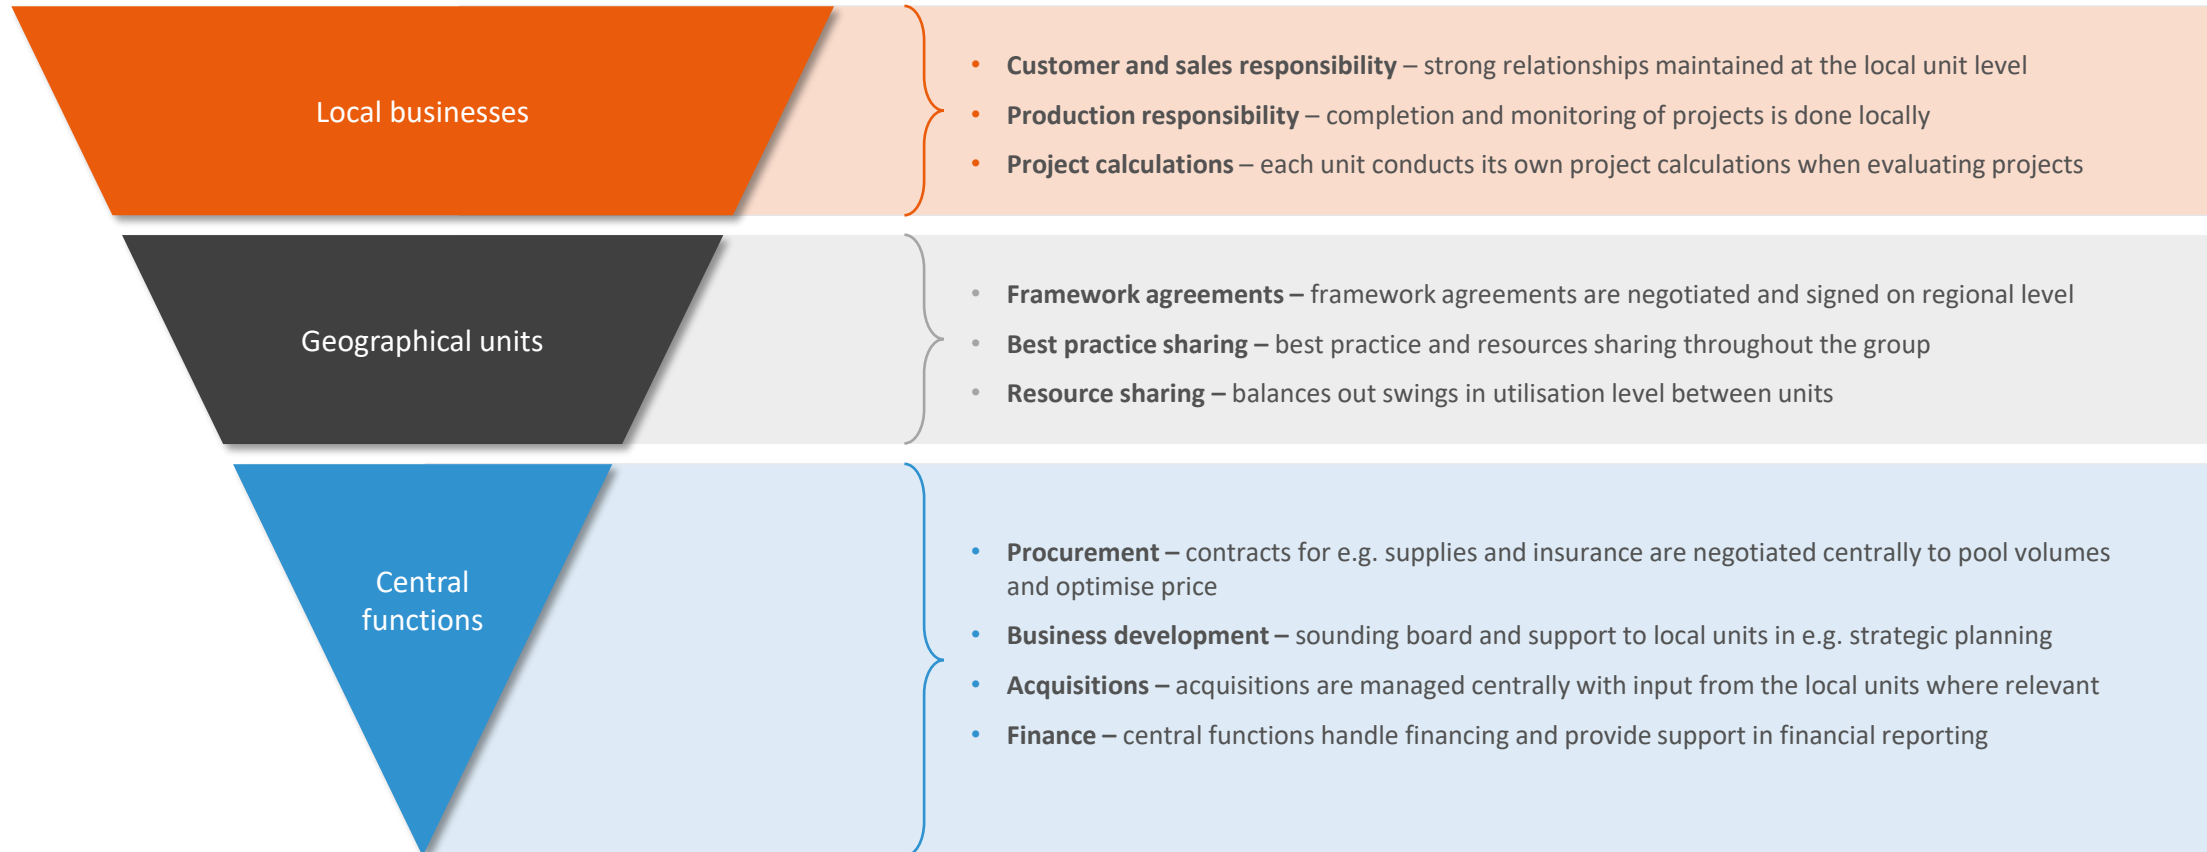 Local businesses
• Customer and sales responsibility – strong relationships maintained at the local unit level
• Production responsibility – completion and monitoring of projects is done locally
• Project calculations – each unit conducts its own project calculations when evaluating projects
Geographical units
• Framework agreements – framework agreements are negotiated and signed on regional level
• Best practice sharing – best practice and resources sharing throughout the group
• Resource sharing – balances out swings in utilisation level between units
Central
functions
• Procurement – contracts for e.g. supplies and insurance are negotiated centrally to pool volumes
and optimise price
• Business development – sounding board and support to local units in e.g. strategic planning
• Acquisitions – acquisitions are managed centrally with input from the local units where relevant
• Finance – central functions handle financing and provide support in financial reporting